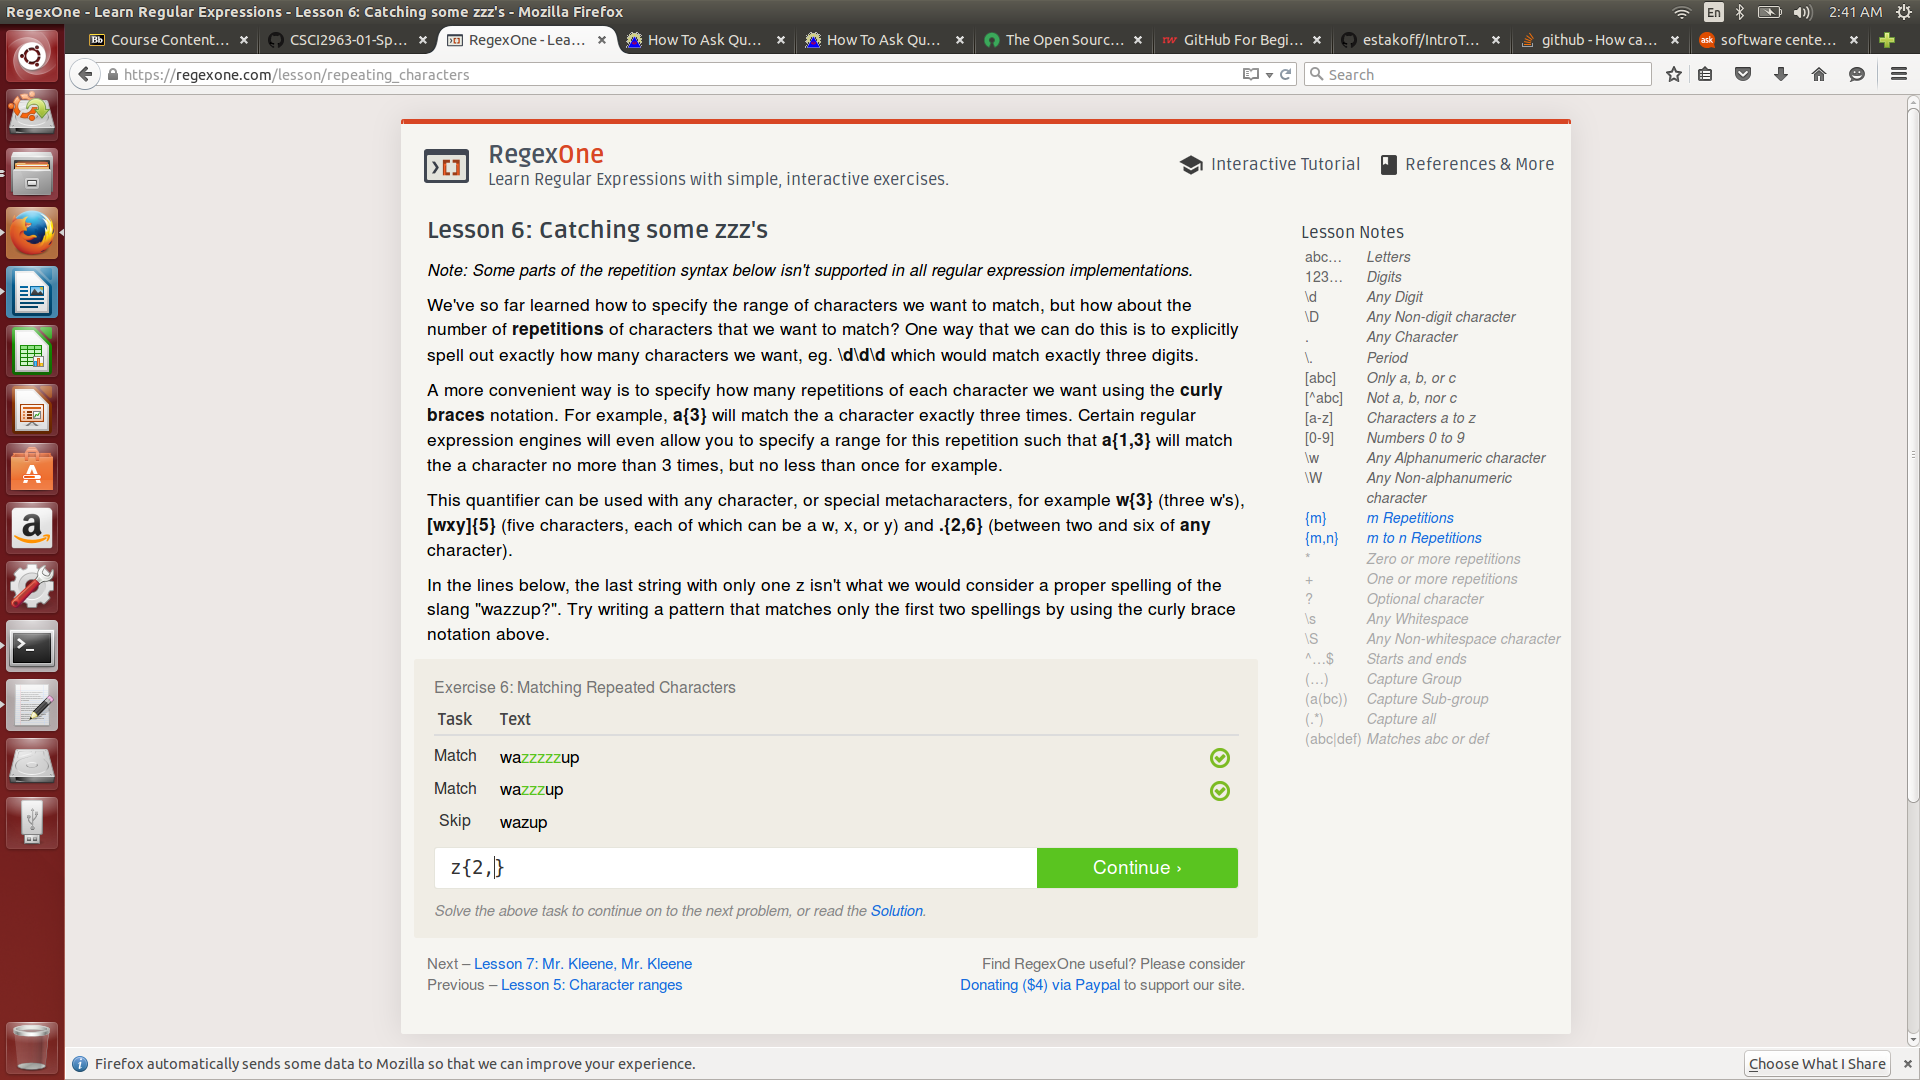 RegexOne - Learn Regular Expressions - Lesson 6: Catching some zzz's - Mozilla Firefox
En
2:41 AM
Bb Course Content... ×
CSCI2963-01-Sp... ×
RegexOne - Lea... ×
How To Ask Qu... ×
How To Ask Qu... ×
The Open Sourc... ×
GitHub For Begi... ×
estakoff/IntroT... ×
github - How ca... ×
ask software cente... ×
https://regexone.com/lesson/repeating_characters
Search
RegexOne
Learn Regular Expressions with simple, interactive exercises.
Interactive Tutorial
References & More
Lesson 6: Catching some zzz's
Note: Some parts of the repetition syntax below isn't supported in all regular expression implementations.
We've so far learned how to specify the range of characters we want to match, but how about the
number of repetitions of characters that we want to match? One way that we can do this is to explicitly
spell out exactly how many characters we want, eg. \d\d\d which would match exactly three digits.
A more convenient way is to specify how many repetitions of each character we want using the curly
braces notation. For example, a{3} will match the a character exactly three times. Certain regular
expression engines will even allow you to specify a range for this repetition such that a{1,3} will match
the a character no more than 3 times, but no less than once for example.
This quantifier can be used with any character, or special metacharacters, for example w{3} (three w's),
[wxy]{5} (five characters, each of which can be a w, x, or y) and .{2,6} (between two and six of any
character).
In the lines below, the last string with only one z isn't what we would consider a proper spelling of the
slang "wazzup?". Try writing a pattern that matches only the first two spellings by using the curly brace
notation above.
Exercise 6: Matching Repeated Characters
Task Text
Match wazzzzzup
Match wazzzup
Skip wazup
z{2,}
Continue ›
Solve the above task to continue on to the next problem, or read the Solution.
Next – Lesson 7: Mr. Kleene, Mr. Kleene
Previous – Lesson 5: Character ranges
Find RegexOne useful? Please consider
Donating ($4) via Paypal to support our site.
Lesson Notes
abc... Letters
123... Digits
\d Any Digit
\D Any Non-digit character
. Any Character
\. Period
[abc] Only a, b, or c
[^abc] Not a, b, nor c
[a-z] Characters a to z
[0-9] Numbers 0 to 9
\w Any Alphanumeric character
\W Any Non-alphanumeric
character
{m} m Repetitions
{m,n} m to n Repetitions
* Zero or more repetitions
+ One or more repetitions
? Optional character
\s Any Whitespace
\S Any Non-whitespace character
^...$ Starts and ends
(...) Capture Group
(a(bc)) Capture Sub-group
(.*) Capture all
(abc|def) Matches abc or def
Firefox automatically sends some data to Mozilla so that we can improve your experience.
Choose What I Share ×